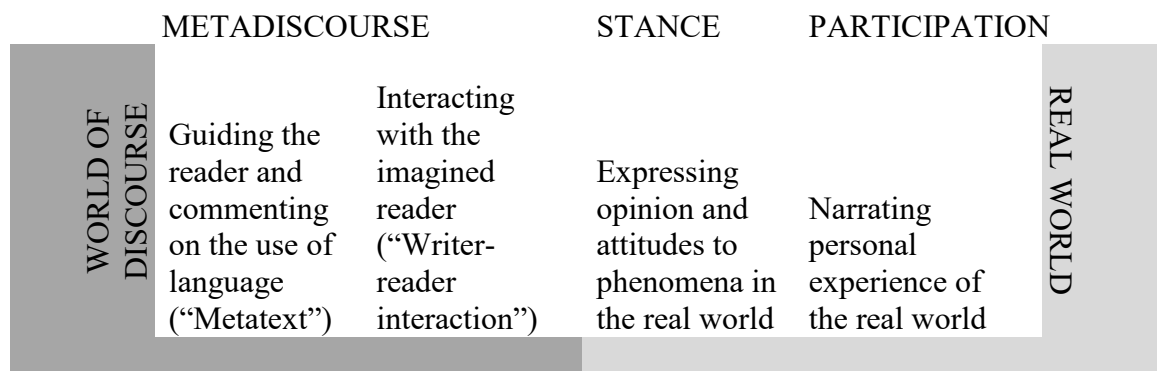 METADISCOURSE STANCE PARTICIPATION
WORLD OF
DISCOURSE
Guiding the
reader and
commenting
on the use of
language
(“Metatext”)
Interacting
with the
imagined
reader
(“Writer-
reader
interaction”)
Expressing
opinion and
attitudes to
phenomena in
the real world
Narrating
personal
experience of
the real world
REAL WORLD